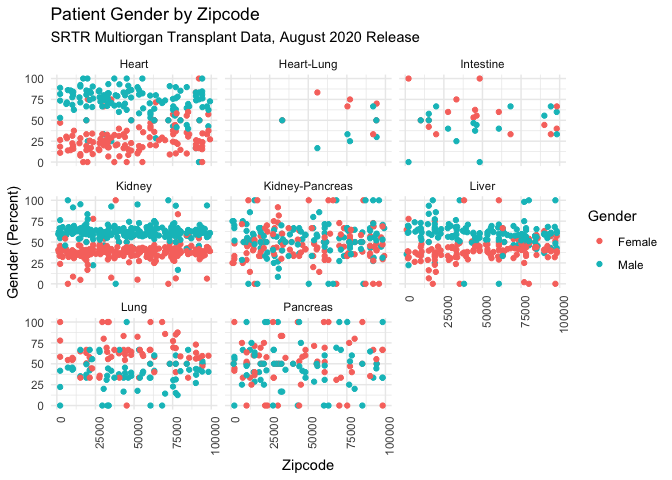 Patient Gender by Zipcode
SRTR Multiorgan Transplant Data, August 2020 Release
Heart
Heart-Lung
Intestine
100
75
50
25
0
Kidney
Kidney-Pancreas
Liver
100
75
50
25
0
0
25000
50000
75000
100000
Lung
Pancreas
100
75
50
25
0
0
25000
50000
75000
100000
0
25000
50000
75000
100000
Gender (Percent)
Zipcode
Gender
Female
Male